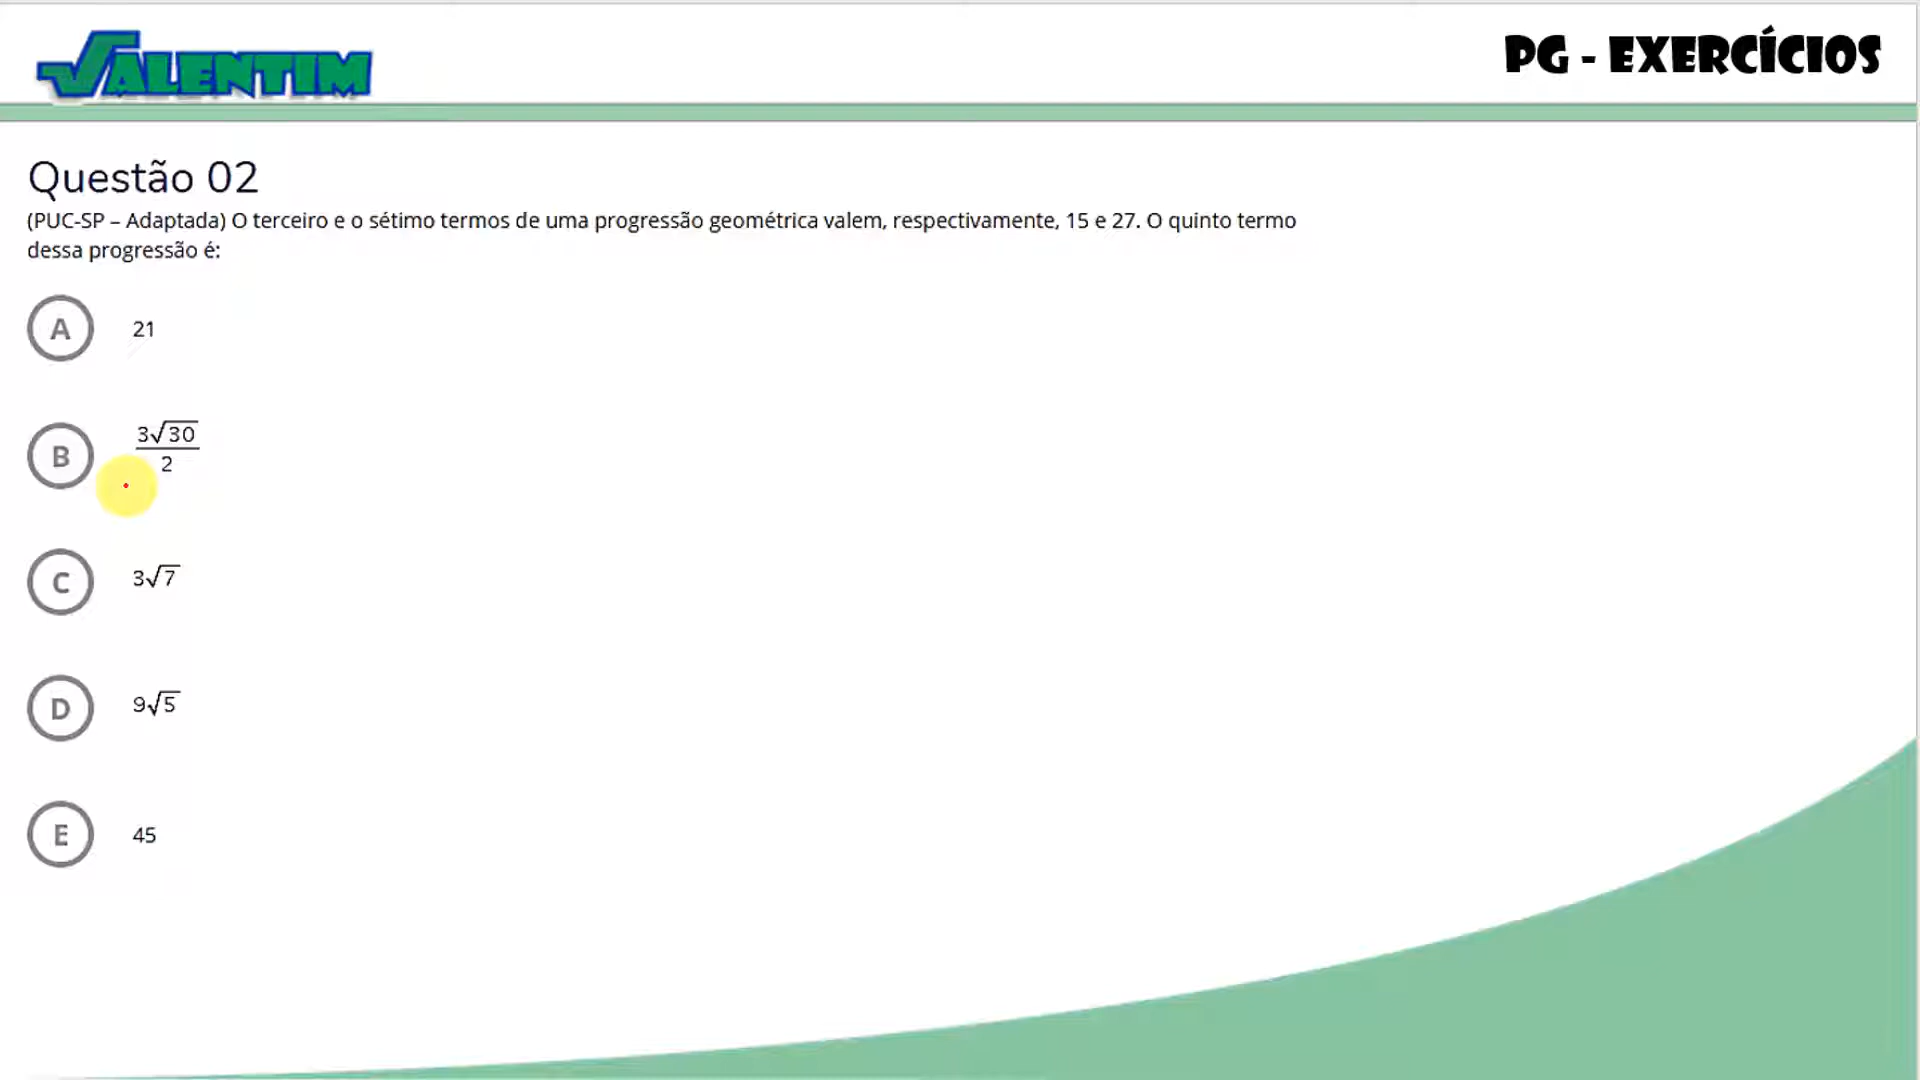 VALENTIM
PG - EXERCÍCIOS
Questão 02
(PUC-SP – Adaptada) O terceiro e o sétimo termos de uma progressão geométrica valem, respectivamente, 15 e 27. O quinto termo
dessa progressão é:
A 21
B 3√30/2
C 3√7
D 9√5
E 45